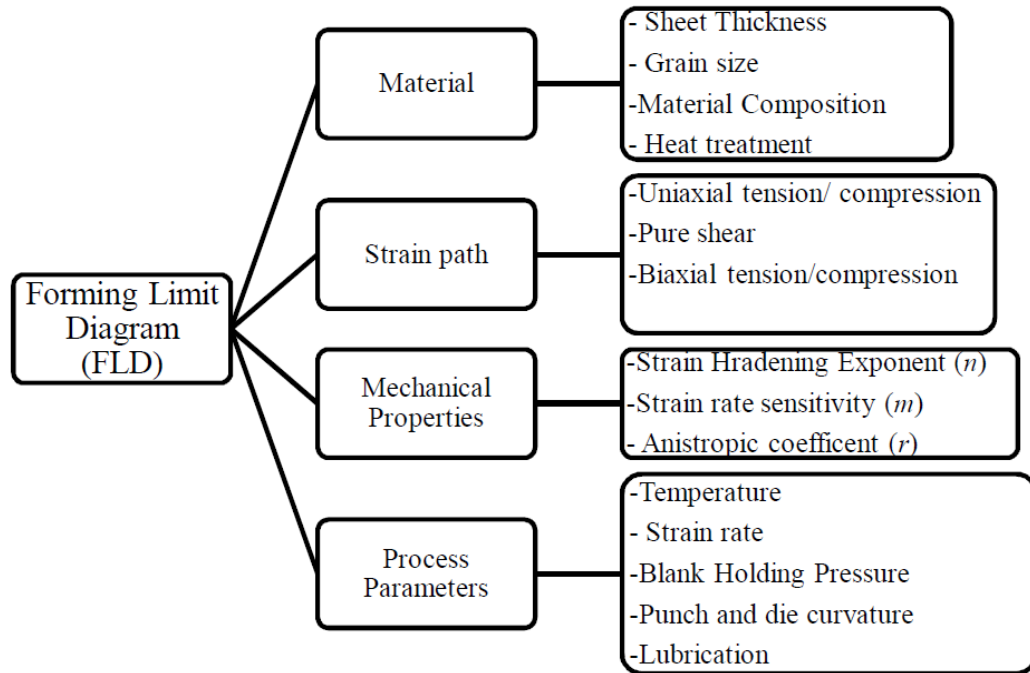 Forming Limit
Diagram
(FLD)
Material
- Sheet Thickness
- Grain size
-Material Composition
- Heat treatment
Strain path
-Uniaxial tension/ compression
-Pure shear
-Biaxial tension/compression
Mechanical
Properties
-Strain Hradening Exponent (n)
-Strain rate sensitivity (m)
- Anistropic coefficent (r)
Process
Parameters
-Temperature
- Strain rate
-Blank Holding Pressure
-Punch and die curvature
-Lubrication